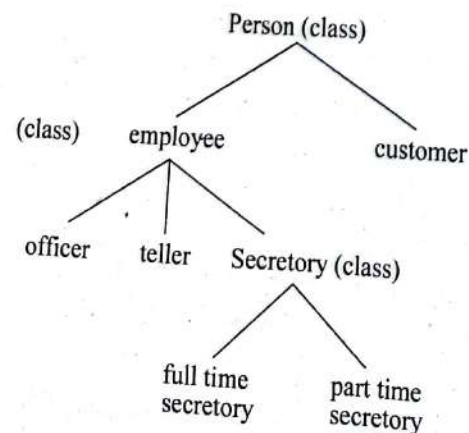 Person (class)
(class) employee customer
officer teller Secretory (class)
full time part time
secretory secretory